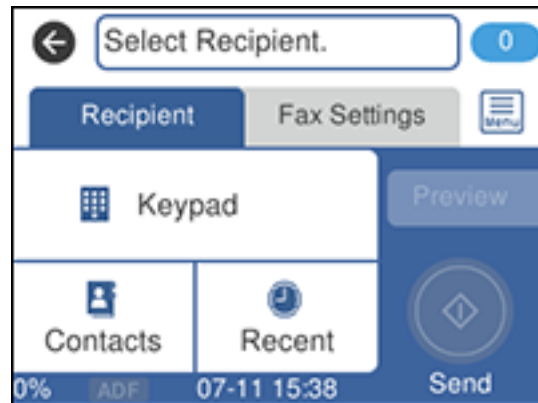 Select Recipient.
0
Recipient
Fax Settings
Menu
Keypad
Preview
Contacts
Recent
0%
ADF
07-11 15:38
Send